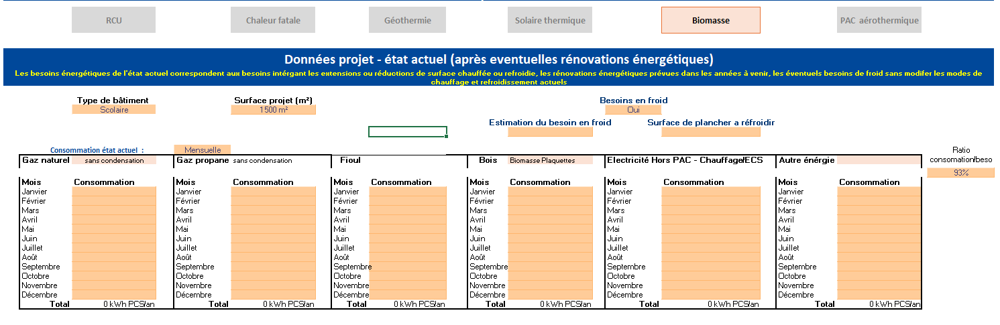 RCU Chaleur fatale Géothermie Solaire thermique Biomasse PAC aérothermique
Données projet - état actuel (après eventuelles rénovations énergétiques)
Les besoins énergétiques de l'état actuel correspondent aux besoins intérgant les extensions ou réductions de surface chauffée ou refroidie, les rénovations énergétiques prévues dans les années à venir, les éventuels besoins de froid sans modifer les modes de
chauffage et refroidissement actuels
Type de bâtiment Surface projet (m²) Besoins en froid
Scolaire 1500 m² Oui
Estimation du besoin en froid Surface de plancher a réfroidir
Consommation état actuel : Mensuelle Ratio
Gaz naturel sans condensation Gaz propane sans condensation Fioul Bois Biomasse Plaquettes Electricité Hors PAC - Chauffage/ECS Autre énérgie consomation/beso
93%
Mois Consommation Mois Consommation Mois Consommation Mois Consommation Mois Consommation Mois Consommation
Janvier Janvier Janvier Janvier Janvier Janvier
Février Février Février Février Février Février
Mars Mars Mars Mars Mars Mars
Avril Avril Avril Avril Avril Avril
Mai Mai Mai Mai Mai Mai
Juin Juin Juin Juin Juin Juin
Juillet Juillet Juillet Juillet Juillet Juillet
Août Août Août Août Août Août
Septembre Septembre Septembre Septembre Septembre Septembre
Octobre Octobre Octobre Octobre Octobre Octobre
Novembre Novembre Novembre Novembre Novembre Novembre
Décembre Décembre Décembre Décembre Décembre Décembre
Total 0 kWh PCS/an Total 0 kWh PCS/an Total 0 kWh PCS/an Total 0 kWh PCS/an Total 0 kWh PCS/an Total 0 kWh PCS/an